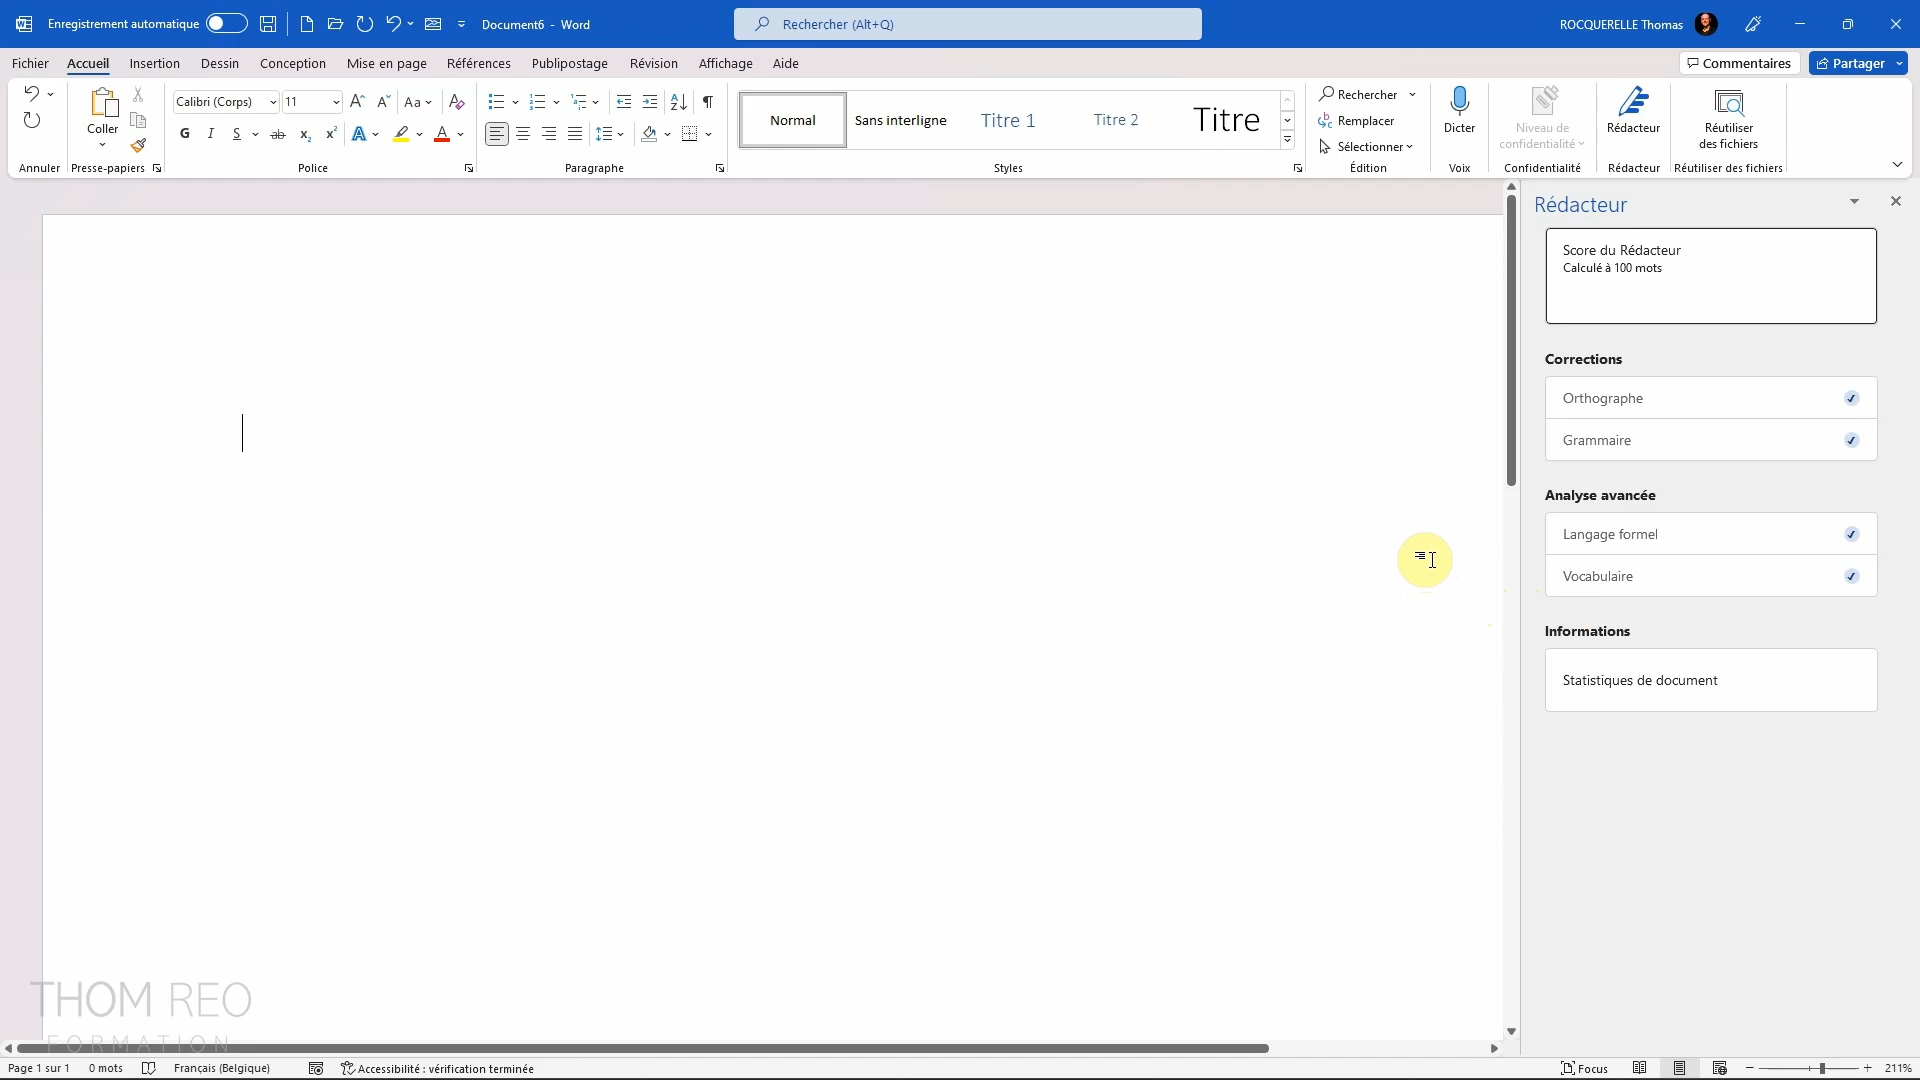 Enregistrement automatique
Document6 - Word
Rechercher (Alt+Q)
ROCQUERELLE Thomas
Fichier Accueil Insertion Dessin Conception Mise en page Références Publipostage Révision Affichage Aide
Commentaires
Partager
Coller
Calibri (Corps) 11
Aa
G I S ab x₂ x² A A
Normal
Sans interligne
Titre 1
Titre 2
Titre
Rechercher
Remplacer
Sélectionner
Dicter
Niveau de
confidentialité
Rédacteur
Réutiliser
des fichiers
Annuler Presse-papiers Police Paragraphe Styles Édition Voix Confidentialité Rédacteur Réutiliser des fichiers
Rédacteur
Score du Rédacteur
Calculé à 100 mots
Corrections
Orthographe
Grammaire
Analyse avancée
Langage formel
Vocabulaire
Informations
Statistiques de document
THOM REO
FORMATION
Page 1 sur 1 0 mots Français (Belgique) Accessibilité : vérification terminée
Focus
211%